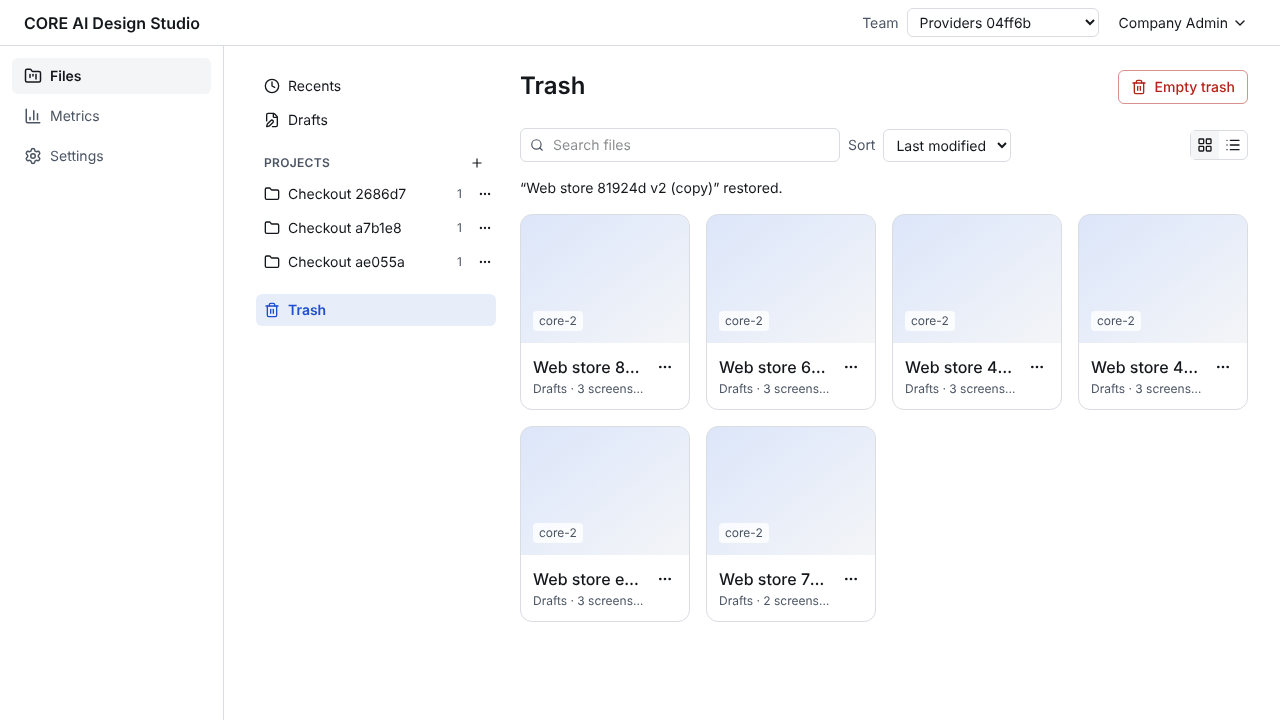 CORE AI Design Studio
Team
Providers 04ff6b
Company Admin
Files
Metrics
Settings
Recents
Drafts
PROJECTS
Checkout 2686d7 1
Checkout a7b1e8 1
Checkout ae055a 1
Trash
Trash
Empty trash
Search files
Sort
Last modified
“Web store 81924d v2 (copy)” restored.
core-2
Web store 8...
Drafts · 3 screens...
core-2
Web store 6...
Drafts · 3 screens...
core-2
Web store 4...
Drafts · 3 screens...
core-2
Web store 4...
Drafts · 3 screens...
core-2
Web store e...
Drafts · 3 screens...
core-2
Web store 7...
Drafts · 2 screens...